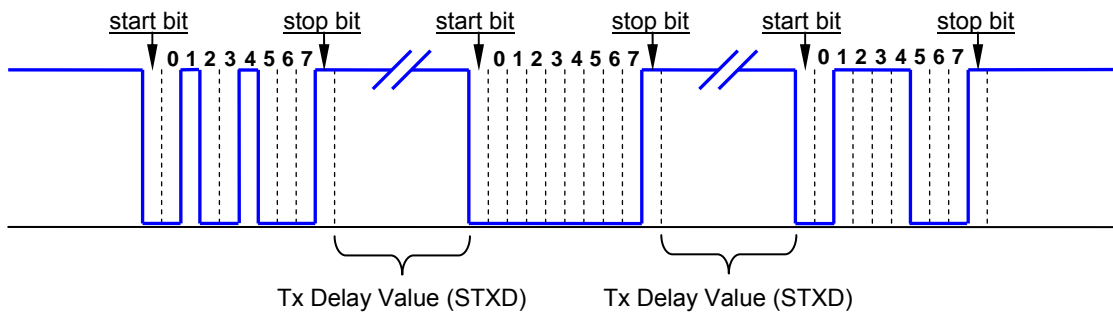 start bit stop bit start bit stop bit start bit stop bit
0 1 2 3 4 5 6 7 0 1 2 3 4 5 6 7 0 1 2 3 4 5 6 7
Tx Delay Value (STXD) Tx Delay Value (STXD)